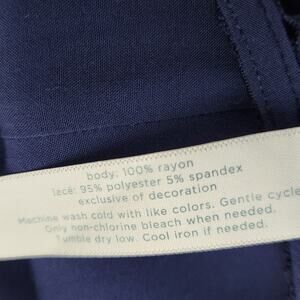 body: 100% rayon
lace: 95% polyester 5% spandex
exclusive of decoration
Machine wash cold with like colors. Gentle cycle
Only non-chlorine bleach when needed.
Tumble dry low. Cool iron if needed.